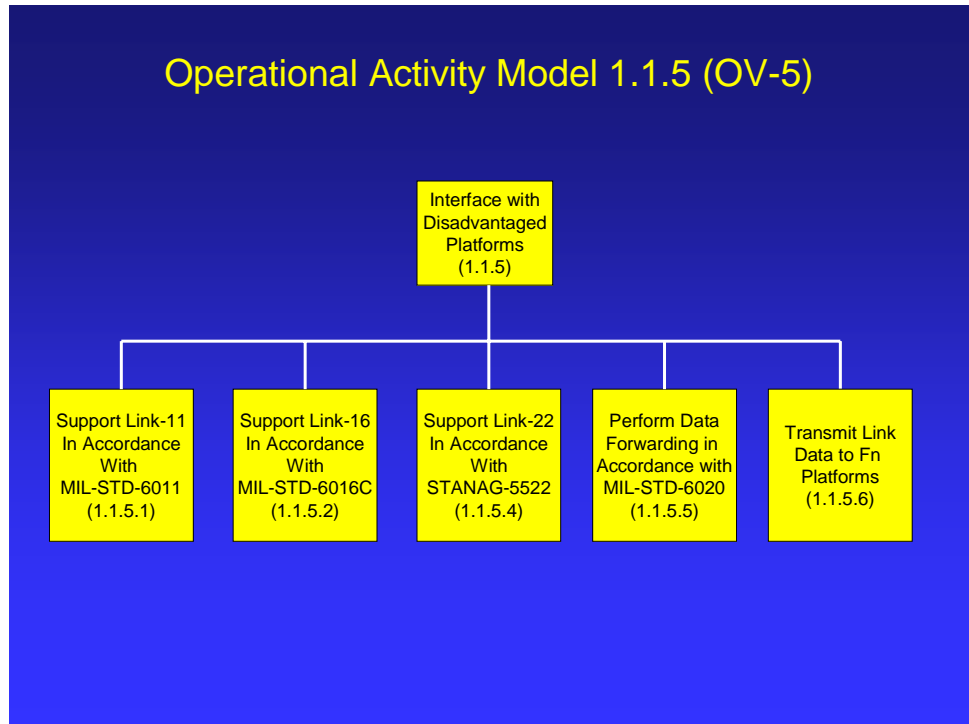 Operational Activity Model 1.1.5 (OV-5)
Interface with
Disadvantaged
Platforms
(1.1.5)
Support Link-11
In Accordance
With
MIL-STD-6011
(1.1.5.1)
Support Link-16
In Accordance
With
MIL-STD-6016C
(1.1.5.2)
Support Link-22
In Accordance
With
STANAG-5522
(1.1.5.4)
Perform Data
Forwarding in
Accordance with
MIL-STD-6020
(1.1.5.5)
Transmit Link
Data to Fn
Platforms
(1.1.5.6)